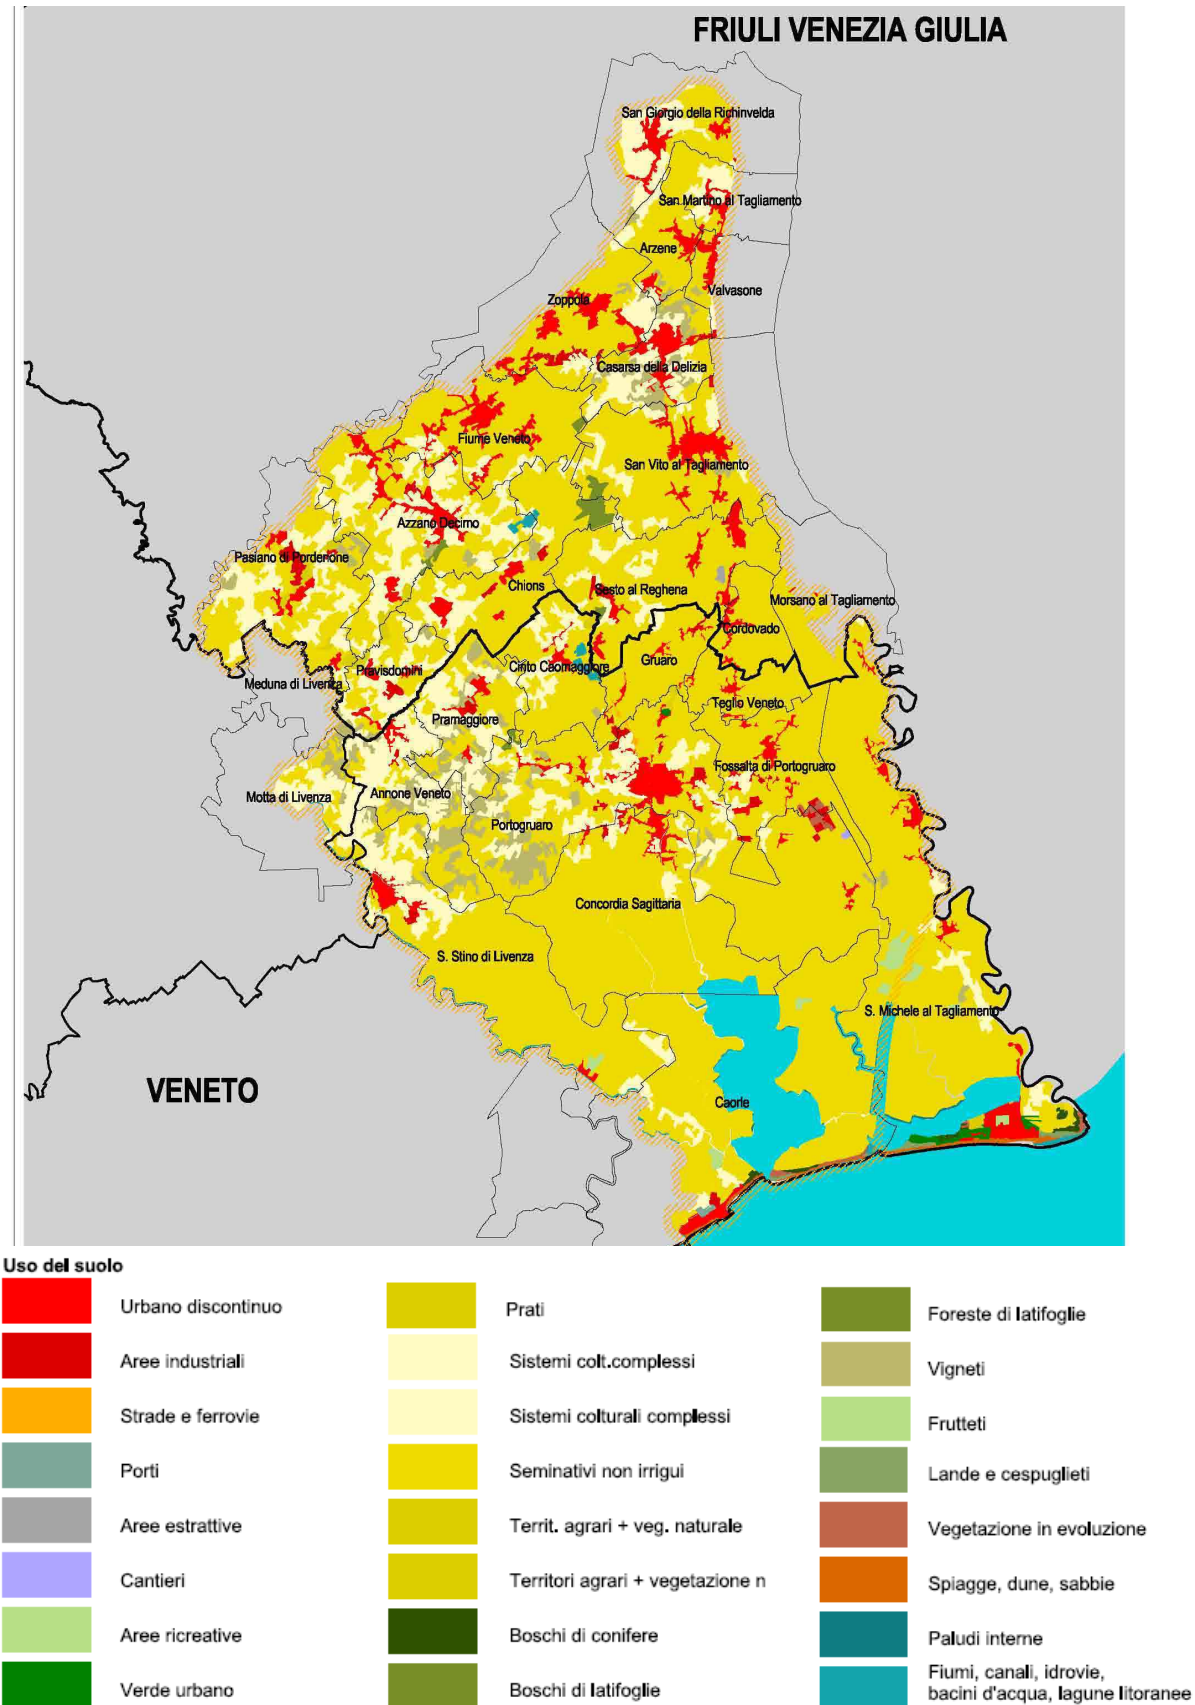 FRIULI VENEZIA GIULIA
San Giorgio della Richinvelda
San Martino al Tagliamento
Arzene
Valvasone
Zoppola
Casarsa della Delizia
Fiume Veneto
San Vito al Tagliamento
Azzano Decimo
Pasiano di Pordenone
Chions
Sesto al Reghena
Morsano al Tagliamento
Cordovado
Cinto Caomaggiore
Gruaro
Pravisdomini
Meduna di Livenza
Teglio Veneto
Pramaggiore
Fossalta di Portogruaro
Motta di Livenza
Annone Veneto
Portogruaro
Concordia Sagittaria
S. Stino di Livenza
S. Michele al Tagliamento
VENETO
Caorle
Uso del suolo
Urbano discontinuo
Aree industriali
Strade e ferrovie
Porti
Aree estrattive
Cantieri
Aree ricreative
Verde urbano
Prati
Sistemi colt.complessi
Sistemi colturali complessi
Seminativi non irrigui
Territ. agrari + veg. naturale
Territori agrari + vegetazione n
Boschi di conifere
Boschi di latifoglie
Foreste di latifoglie
Vigneti
Frutteti
Lande e cespuglieti
Vegetazione in evoluzione
Spiagge, dune, sabbie
Paludi interne
Fiumi, canali, idrovie,
bacini d'acqua, lagune litoranee